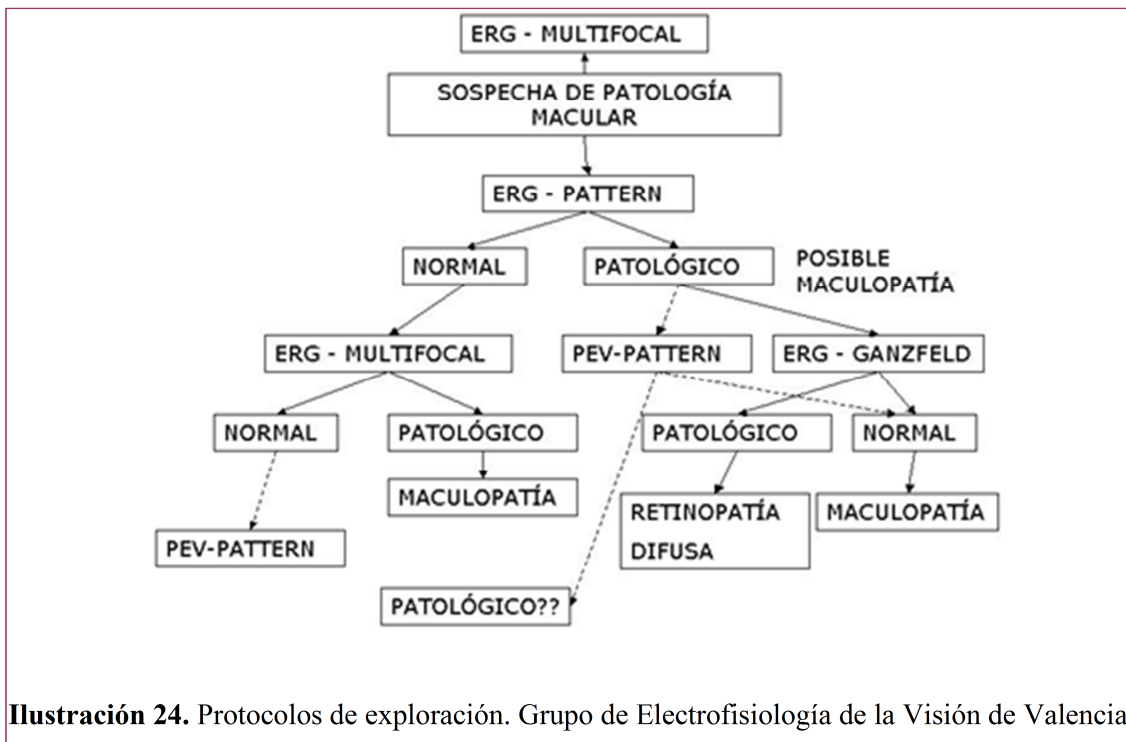 ERG - MULTIFOCAL
SOSPECHA DE PATOLOGÍA
MACULAR
ERG - PATTERN
NORMAL
PATOLÓGICO
POSIBLE
MACULOPATÍA
ERG - MULTIFOCAL
PEV-PATTERN
ERG - GANZFELD
NORMAL
PATOLÓGICO
PATOLÓGICO
NORMAL
MACULOPATÍA
RETINOPATÍA
DIFUSA
MACULOPATÍA
PEV-PATTERN
PATOLÓGICO??
Ilustración 24. Protocolos de exploración. Grupo de Electrofisiología de la Visión de Valencia